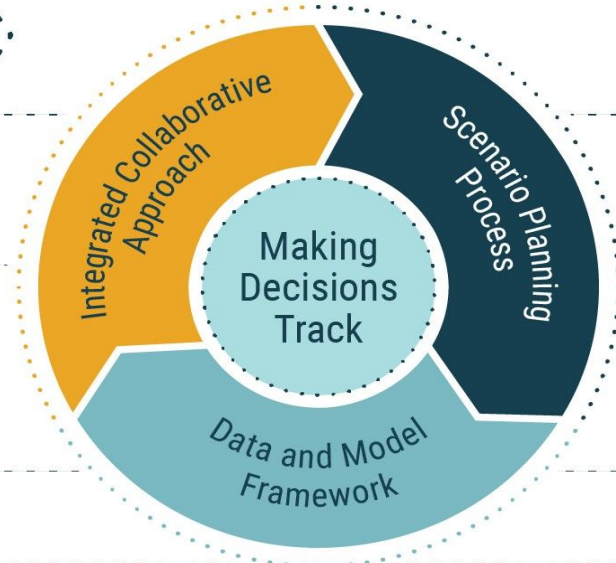 Integrated Collaborative
Approach
Scenario Planning
Process
Making
Decisions
Track
Data and Model
Framework